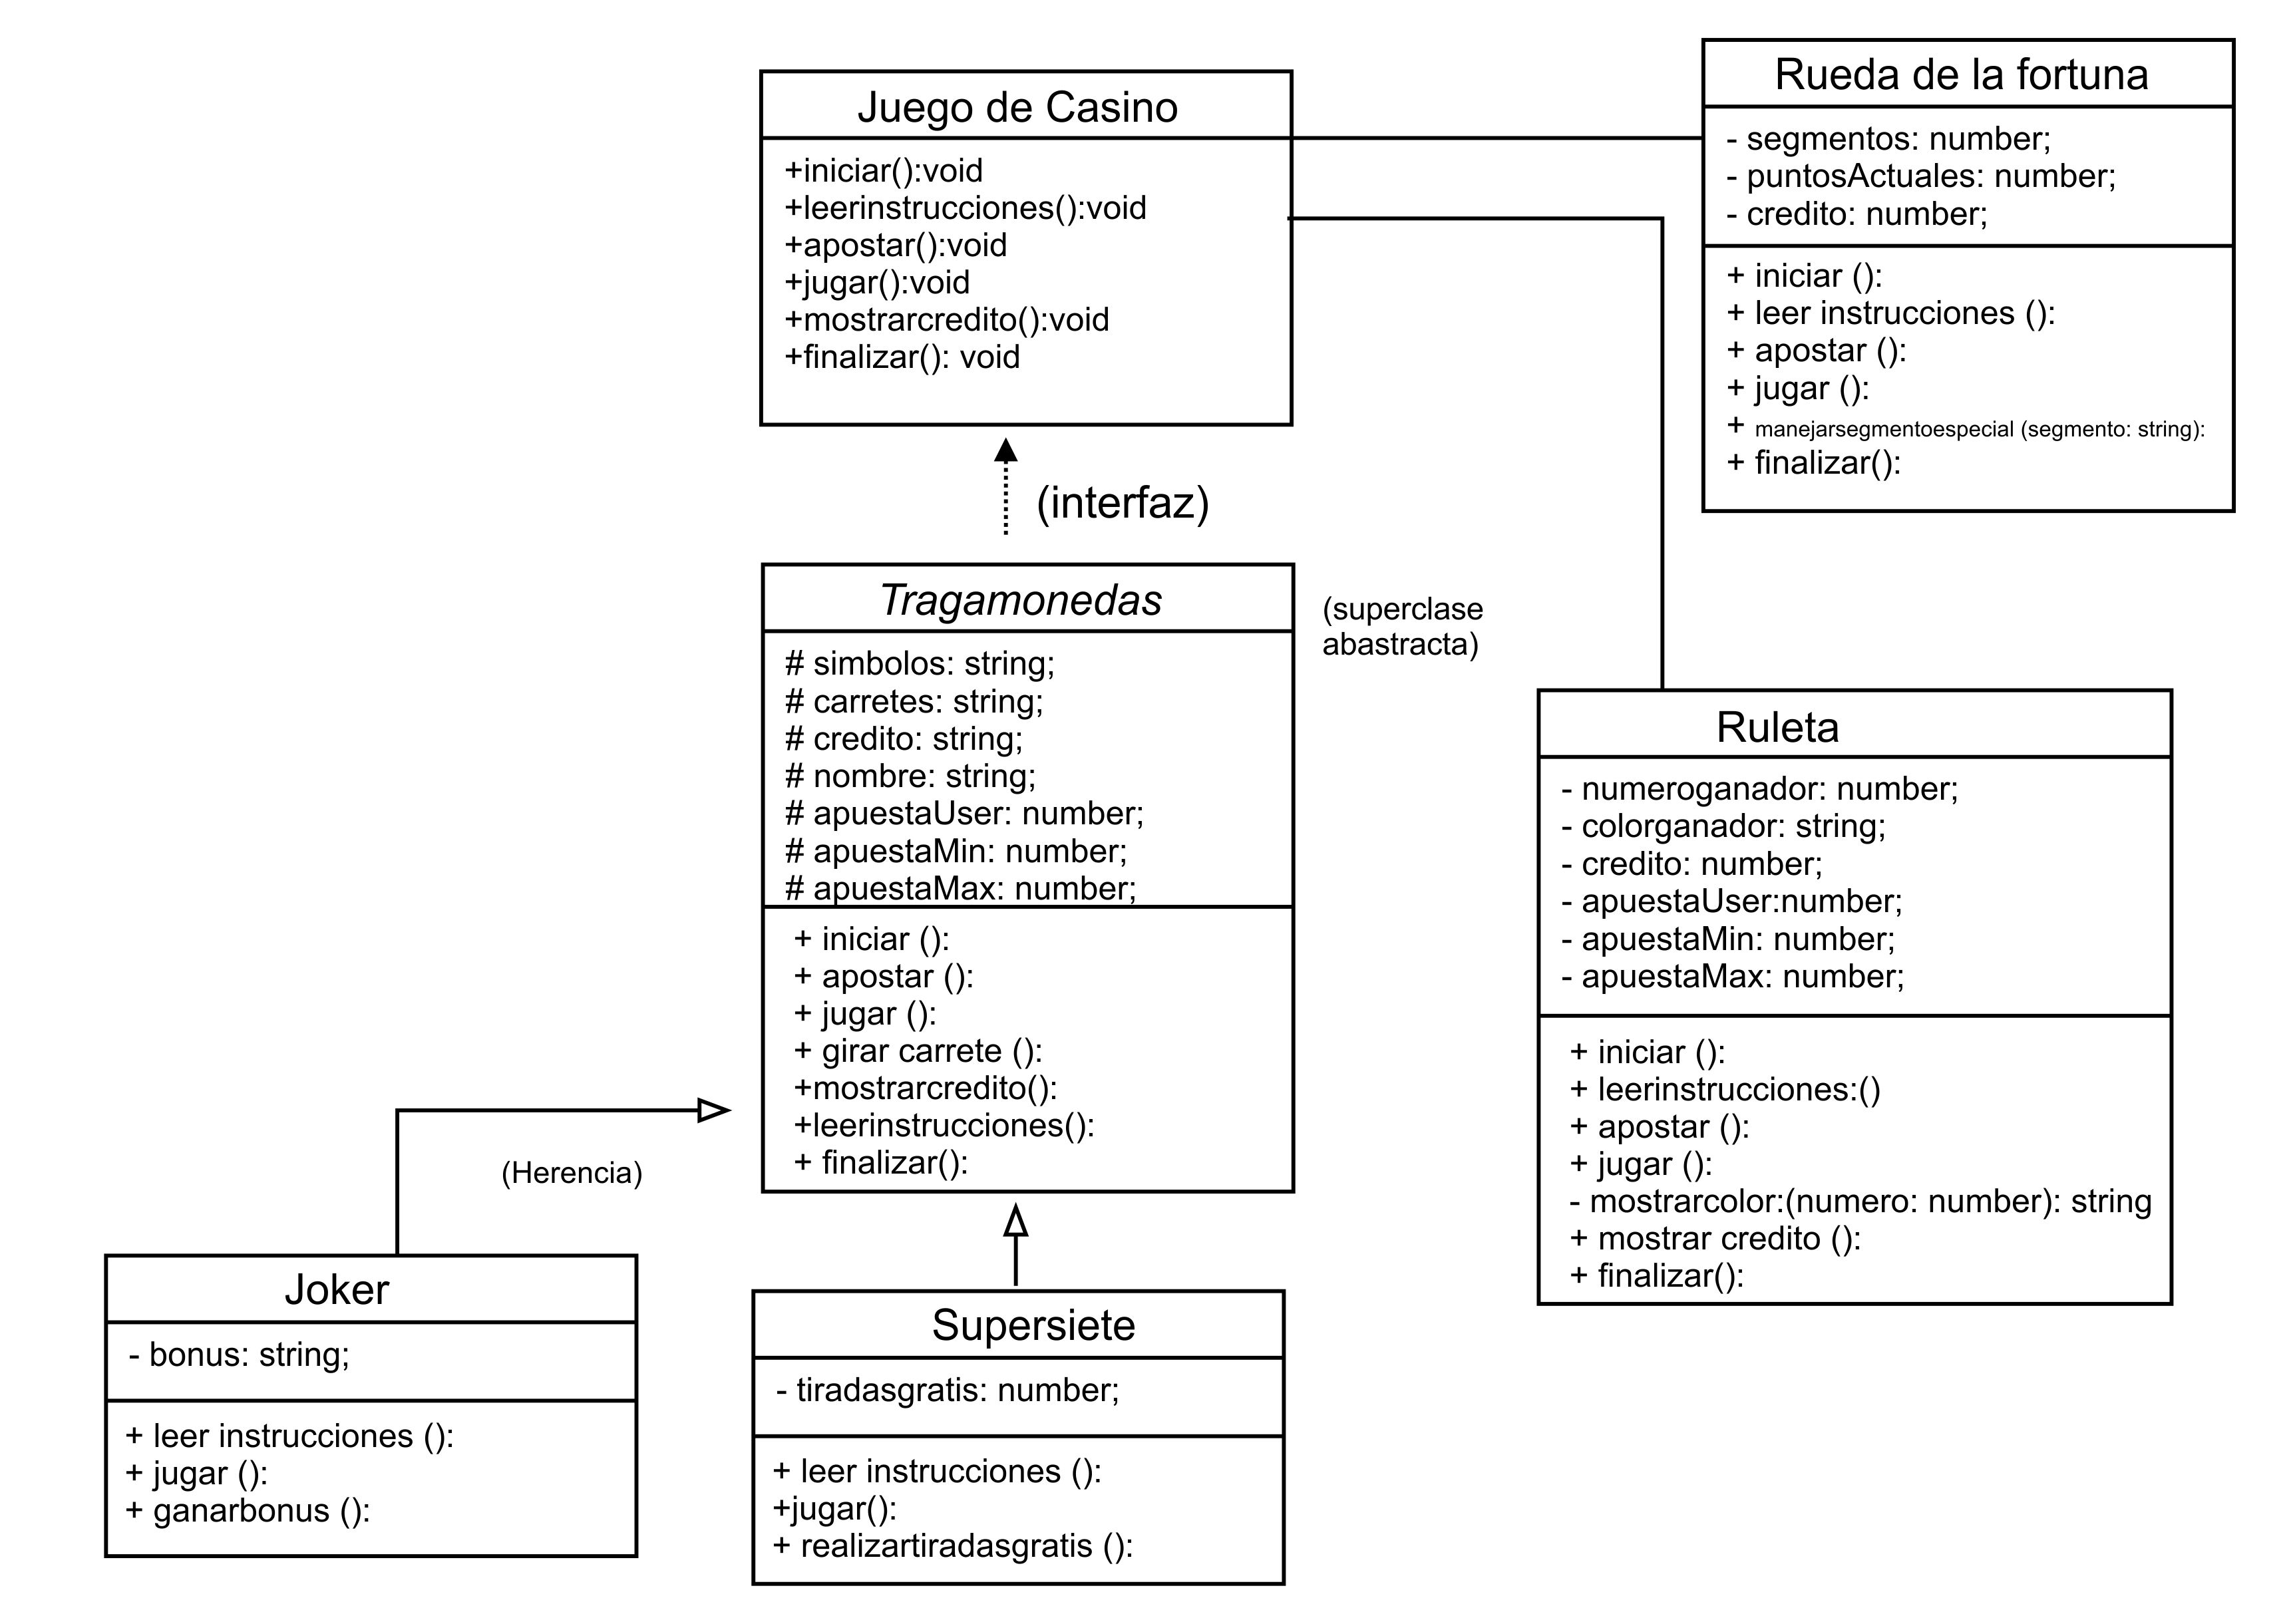 Juego de Casino
+iniciar():void
+leerinstrucciones():void
+apostar():void
+jugar():void
+mostrarcredito():void
+finalizar(): void
Rueda de la fortuna
- segmentos: number;
- puntosActuales: number;
- credito: number;
+ iniciar ():
+ leer instrucciones ():
+ apostar ():
+ jugar ():
+ manejarsegmentoespecial (segmento: string):
+ finalizar():
(interfaz)
Tragamonedas
# simbolos: string;
# carretes: string;
# credito: string;
# nombre: string;
# apuestaUser: number;
# apuestaMin: number;
# apuestaMax: number;
+ iniciar ():
+ apostar ():
+ jugar ():
+ girar carrete ():
+mostrarcredito():
+leerinstrucciones():
+ finalizar():
(superclase
abastracta)
Ruleta
- numeroganador: number;
- colorganador: string;
- credito: number;
- apuestaUser:number;
- apuestaMin: number;
- apuestaMax: number;
+ iniciar ():
+ leerinstrucciones:()
+ apostar ():
+ jugar ():
- mostrarcolor:(numero: number): string
+ mostrar credito ():
+ finalizar():
(Herencia)
Joker
- bonus: string;
+ leer instrucciones ():
+ jugar ():
+ ganarbonus ():
Supersiete
- tiradasgratis: number;
+ leer instrucciones ():
+jugar():
+ realizartiradasgratis ():